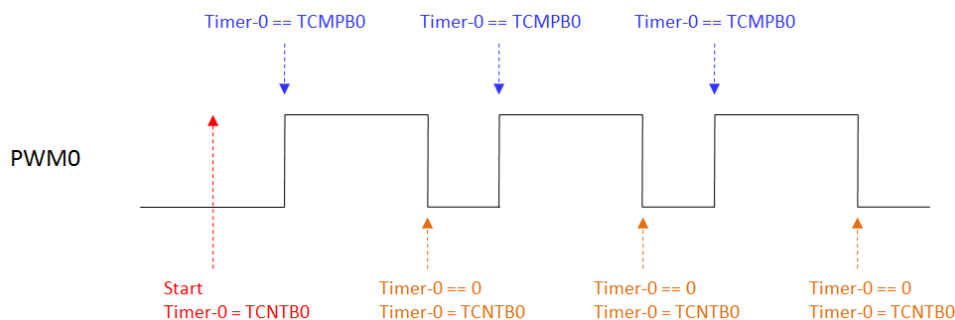 Timer-0 == TCMPB0
Timer-0 == TCMPB0
Timer-0 == TCMPB0
PWM0
Start
Timer-0 = TCNTB0
Timer-0 == 0
Timer-0 = TCNTB0
Timer-0 == 0
Timer-0 = TCNTB0
Timer-0 == 0
Timer-0 = TCNTB0